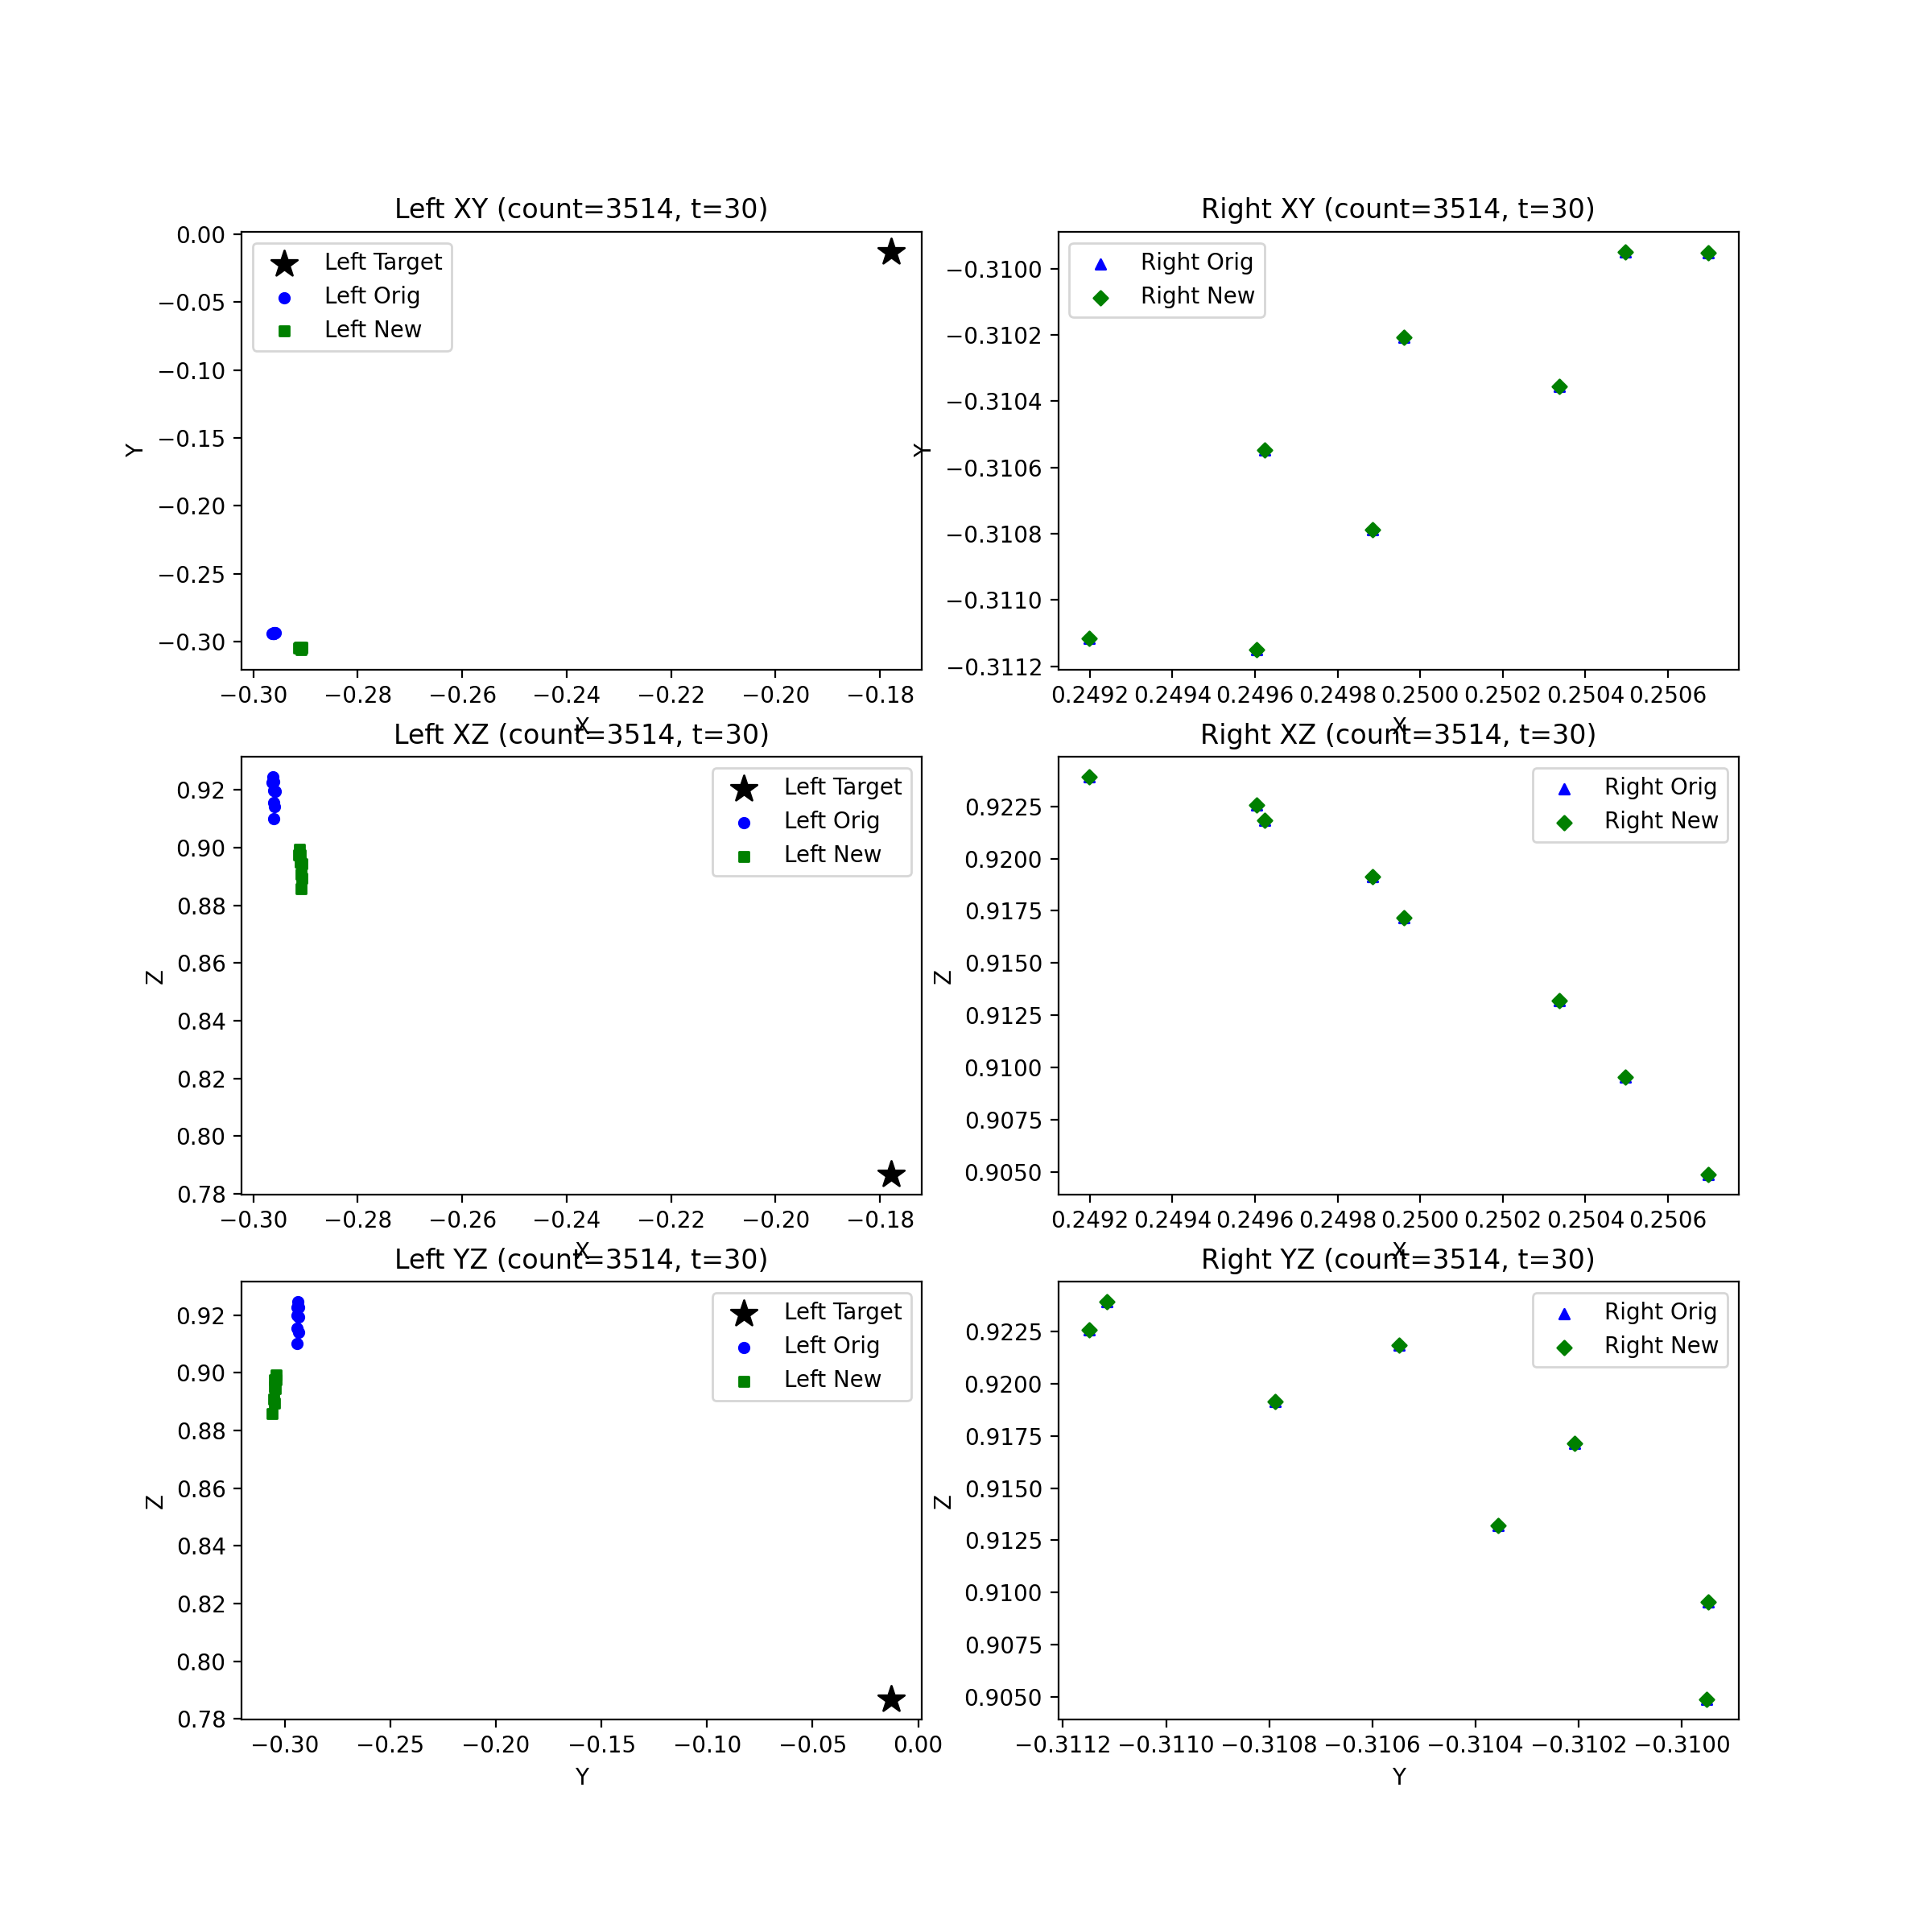 Left XY (count=3514, t=30)
Left Target
Left Orig
Left New
0.00
−0.05
−0.10
−0.15
−0.20
−0.25
−0.30
Y
−0.30
−0.28
−0.26
−0.24
−0.22
−0.20
−0.18
X
Right XY (count=3514, t=30)
Right Orig
Right New
−0.3100
−0.3102
−0.3104
−0.3106
−0.3108
−0.3110
−0.3112
Y
0.2492
0.2494
0.2496
0.2498
0.2500
0.2502
0.2504
0.2506
X
Left XZ (count=3514, t=30)
Left Target
Left Orig
Left New
0.92
0.90
0.88
0.86
0.84
0.82
0.80
0.78
Z
−0.30
−0.28
−0.26
−0.24
−0.22
−0.20
−0.18
X
Right XZ (count=3514, t=30)
Right Orig
Right New
0.9225
0.9200
0.9175
0.9150
0.9125
0.9100
0.9075
0.9050
Z
0.2492
0.2494
0.2496
0.2498
0.2500
0.2502
0.2504
0.2506
X
Left YZ (count=3514, t=30)
Left Target
Left Orig
Left New
0.92
0.90
0.88
0.86
0.84
0.82
0.80
0.78
Z
−0.30
−0.25
−0.20
−0.15
−0.10
−0.05
0.00
Y
Right YZ (count=3514, t=30)
Right Orig
Right New
0.9225
0.9200
0.9175
0.9150
0.9125
0.9100
0.9075
0.9050
Z
−0.3112
−0.3110
−0.3108
−0.3106
−0.3104
−0.3102
−0.3100
Y